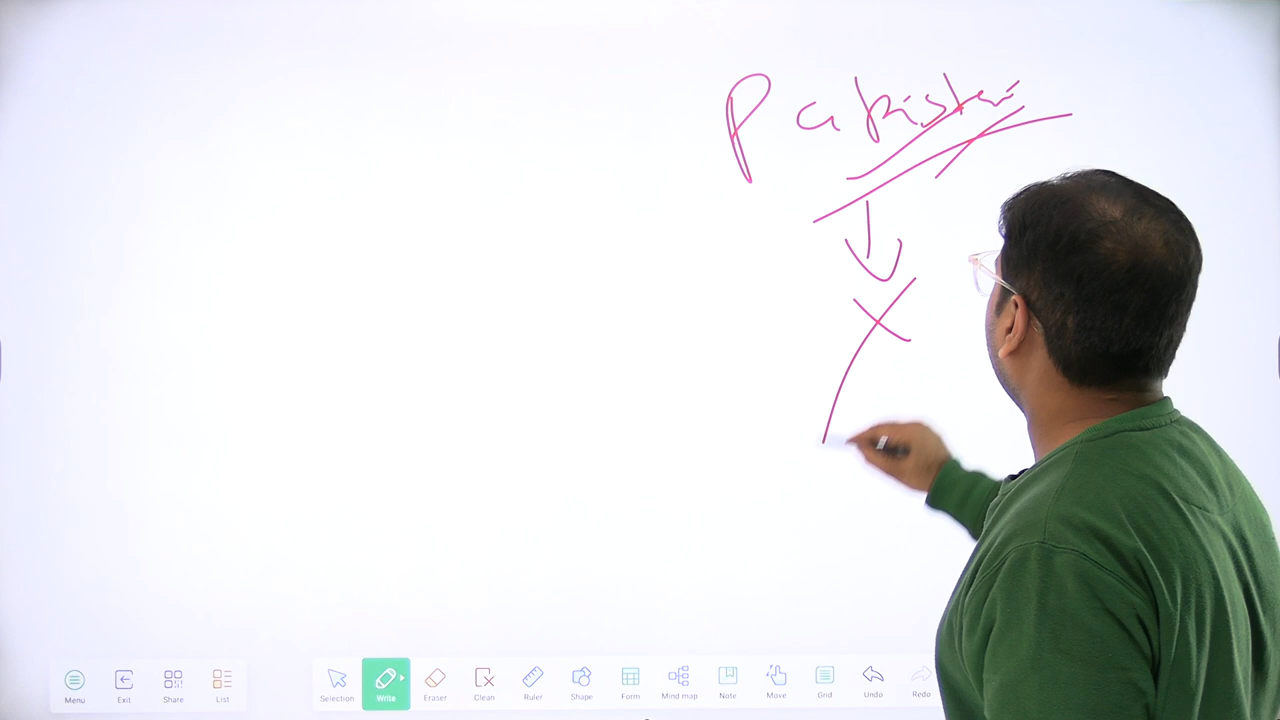 Pakistan
X
Menu Exit Share List Selection Write Eraser Clean Ruler Shape Form Mind map Note Move Grid Undo Redo